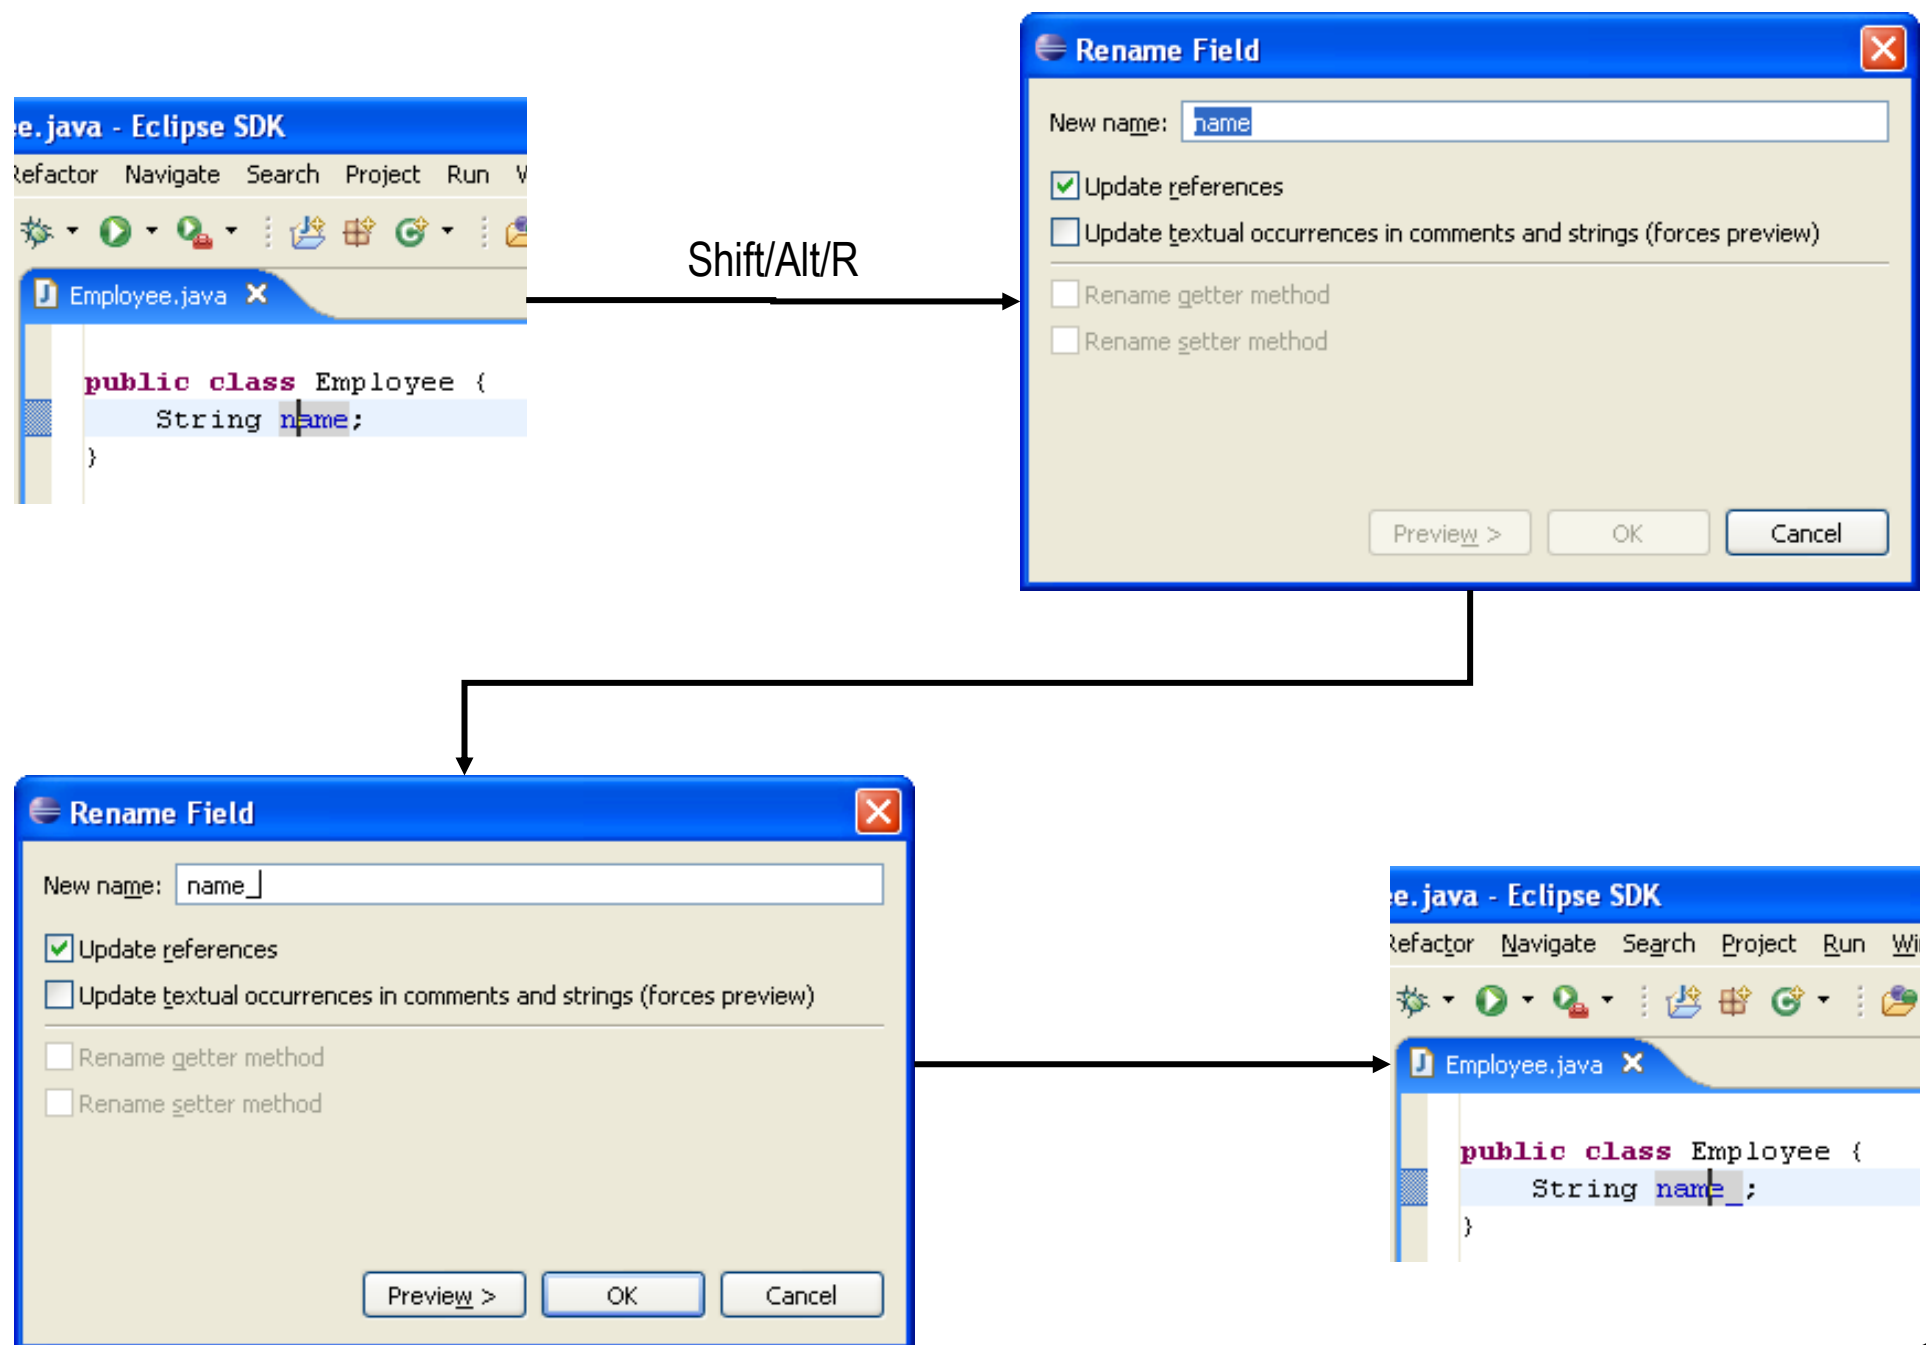 e.java - Eclipse SDK
Refactor Navigate Search Project Run
Employee.java
public class Employee {
String name;
}
Shift/Alt/R
Rename Field
New name: name
Update references
Update textual occurrences in comments and strings (forces preview)
Rename getter method
Rename setter method
Preview > OK Cancel
Rename Field
New name: name_
Update references
Update textual occurrences in comments and strings (forces preview)
Rename getter method
Rename setter method
Preview > OK Cancel
e.java - Eclipse SDK
Refactor Navigate Search Project Run
Employee.java
public class Employee {
String name_;
}